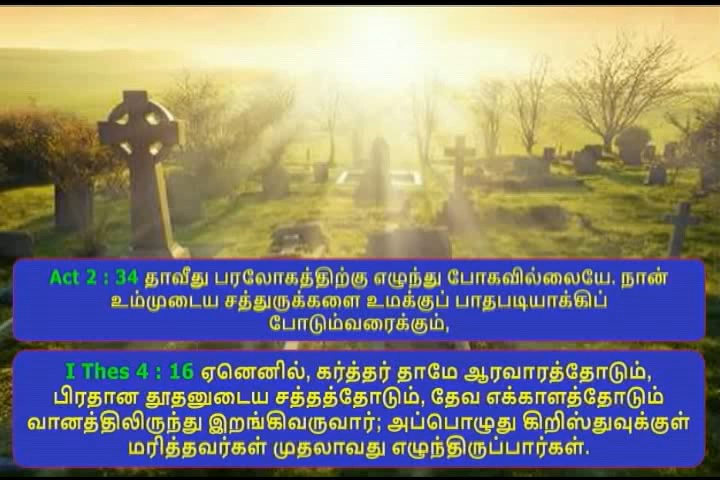 Act 2 : 34 தாவீது பரலோகத்திற்கு எழுந்து போகவில்லையே. நான்
உம்முடைய சத்துருக்களை உமக்குப் பாதபடியாக்கிப்
போடும்வரைக்கும்,
I Thes 4 : 16 ஏனெனில், கர்த்தர் தாமே ஆரவாரத்தோடும்,
பிரதான தூதனுடைய சத்தத்தோடும், தேவ எக்காளத்தோடும்
வானத்திலிருந்து இறங்கிவருவார்; அப்பொழுது கிறிஸ்துவுக்குள்
மரித்தவர்கள் முதலாவது எழுந்திருப்பார்கள்.